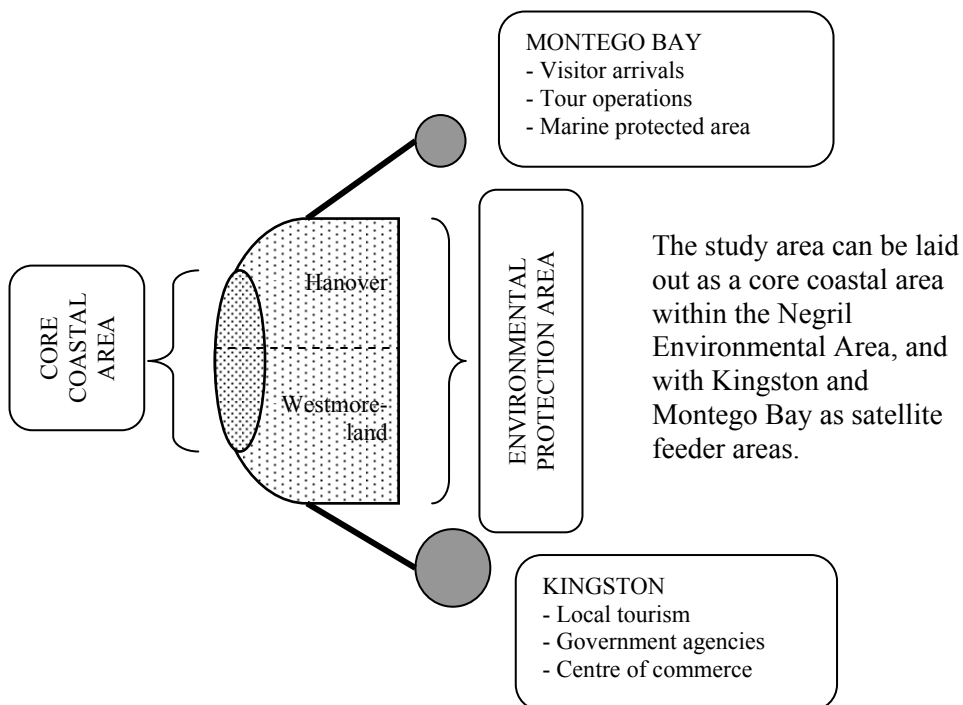 MONTEGO BAY
- Visitor arrivals
- Tour operations
- Marine protected area
CORE
COASTAL
AREA
Hanover
Westmore-
land
ENVIRONMENTAL
PROTECTION AREA
The study area can be laid
out as a core coastal area
within the Negril
Environmental Area, and
with Kingston and
Montego Bay as satellite
feeder areas.
KINGSTON
- Local tourism
- Government agencies
- Centre of commerce